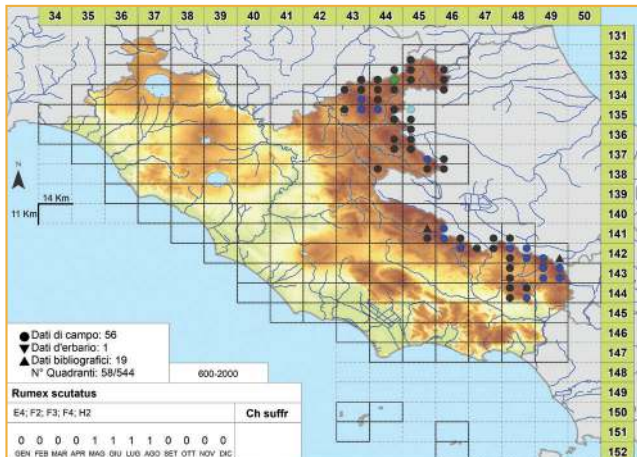 34 35 36 37 38 39 40 41 42 43 44 45 46 47 48 49 50
131
132
133
134
135
136
137
138
139
140
141
142
143
144
145
146
147
148
149
150
151
152
N
14 Km
11 Km
Dati di campo: 56
Dati d'erbario: 1
Dati bibliografici: 19
N° Quadranti: 58/544
600-2000
Rumex scutatus
E4; F2; F3; F4; H2
Ch suffr
0 0 0 0 1 1 1 1 0 0 0 0
GEN FEB MAR APR MAG GIU LUG AGO SET OTT NOV DIC